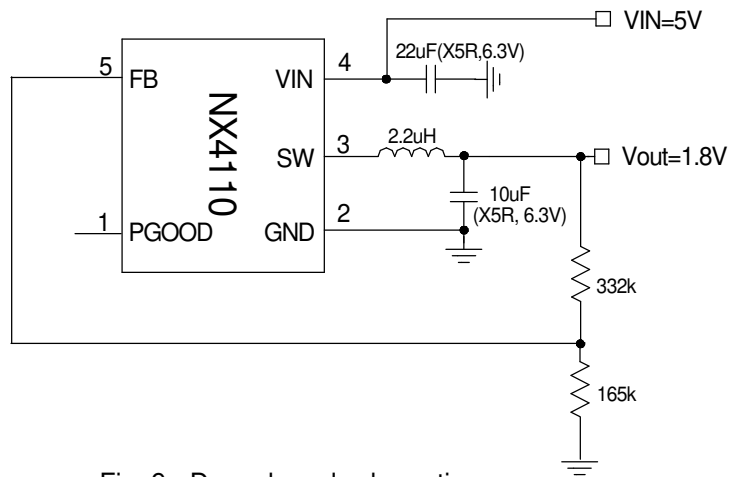 VIN=5V
22uF(X5R,6.3V)
5
FB
VIN
4
NX4110
2.2uH
SW
3
Vout=1.8V
10uF
(X5R, 6.3V)
1
PGOOD
GND
2
332k
165k